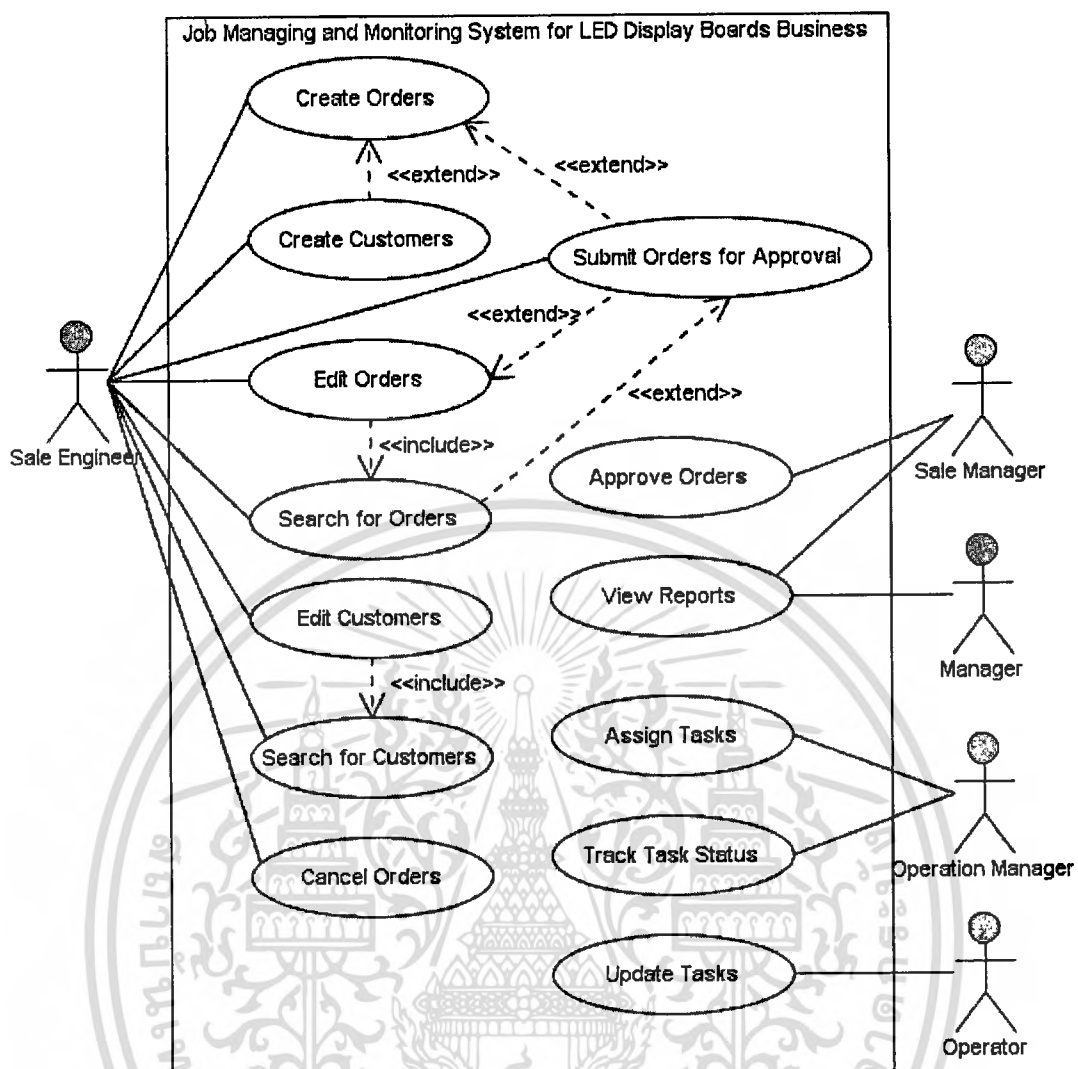 Job Managing and Monitoring System for LED Display Boards Business
Create Orders
<<extend>>
<<extend>>
Create Customers
Submit Orders for Approval
<<extend>>
Edit Orders
<<extend>>
<<include>>
Sale Engineer
Sale Manager
Approve Orders
Search for Orders
View Reports
Edit Customers
Manager
<<include>>
Assign Tasks
Search for Customers
Track Task Status
Operation Manager
Cancel Orders
Update Tasks
Operator